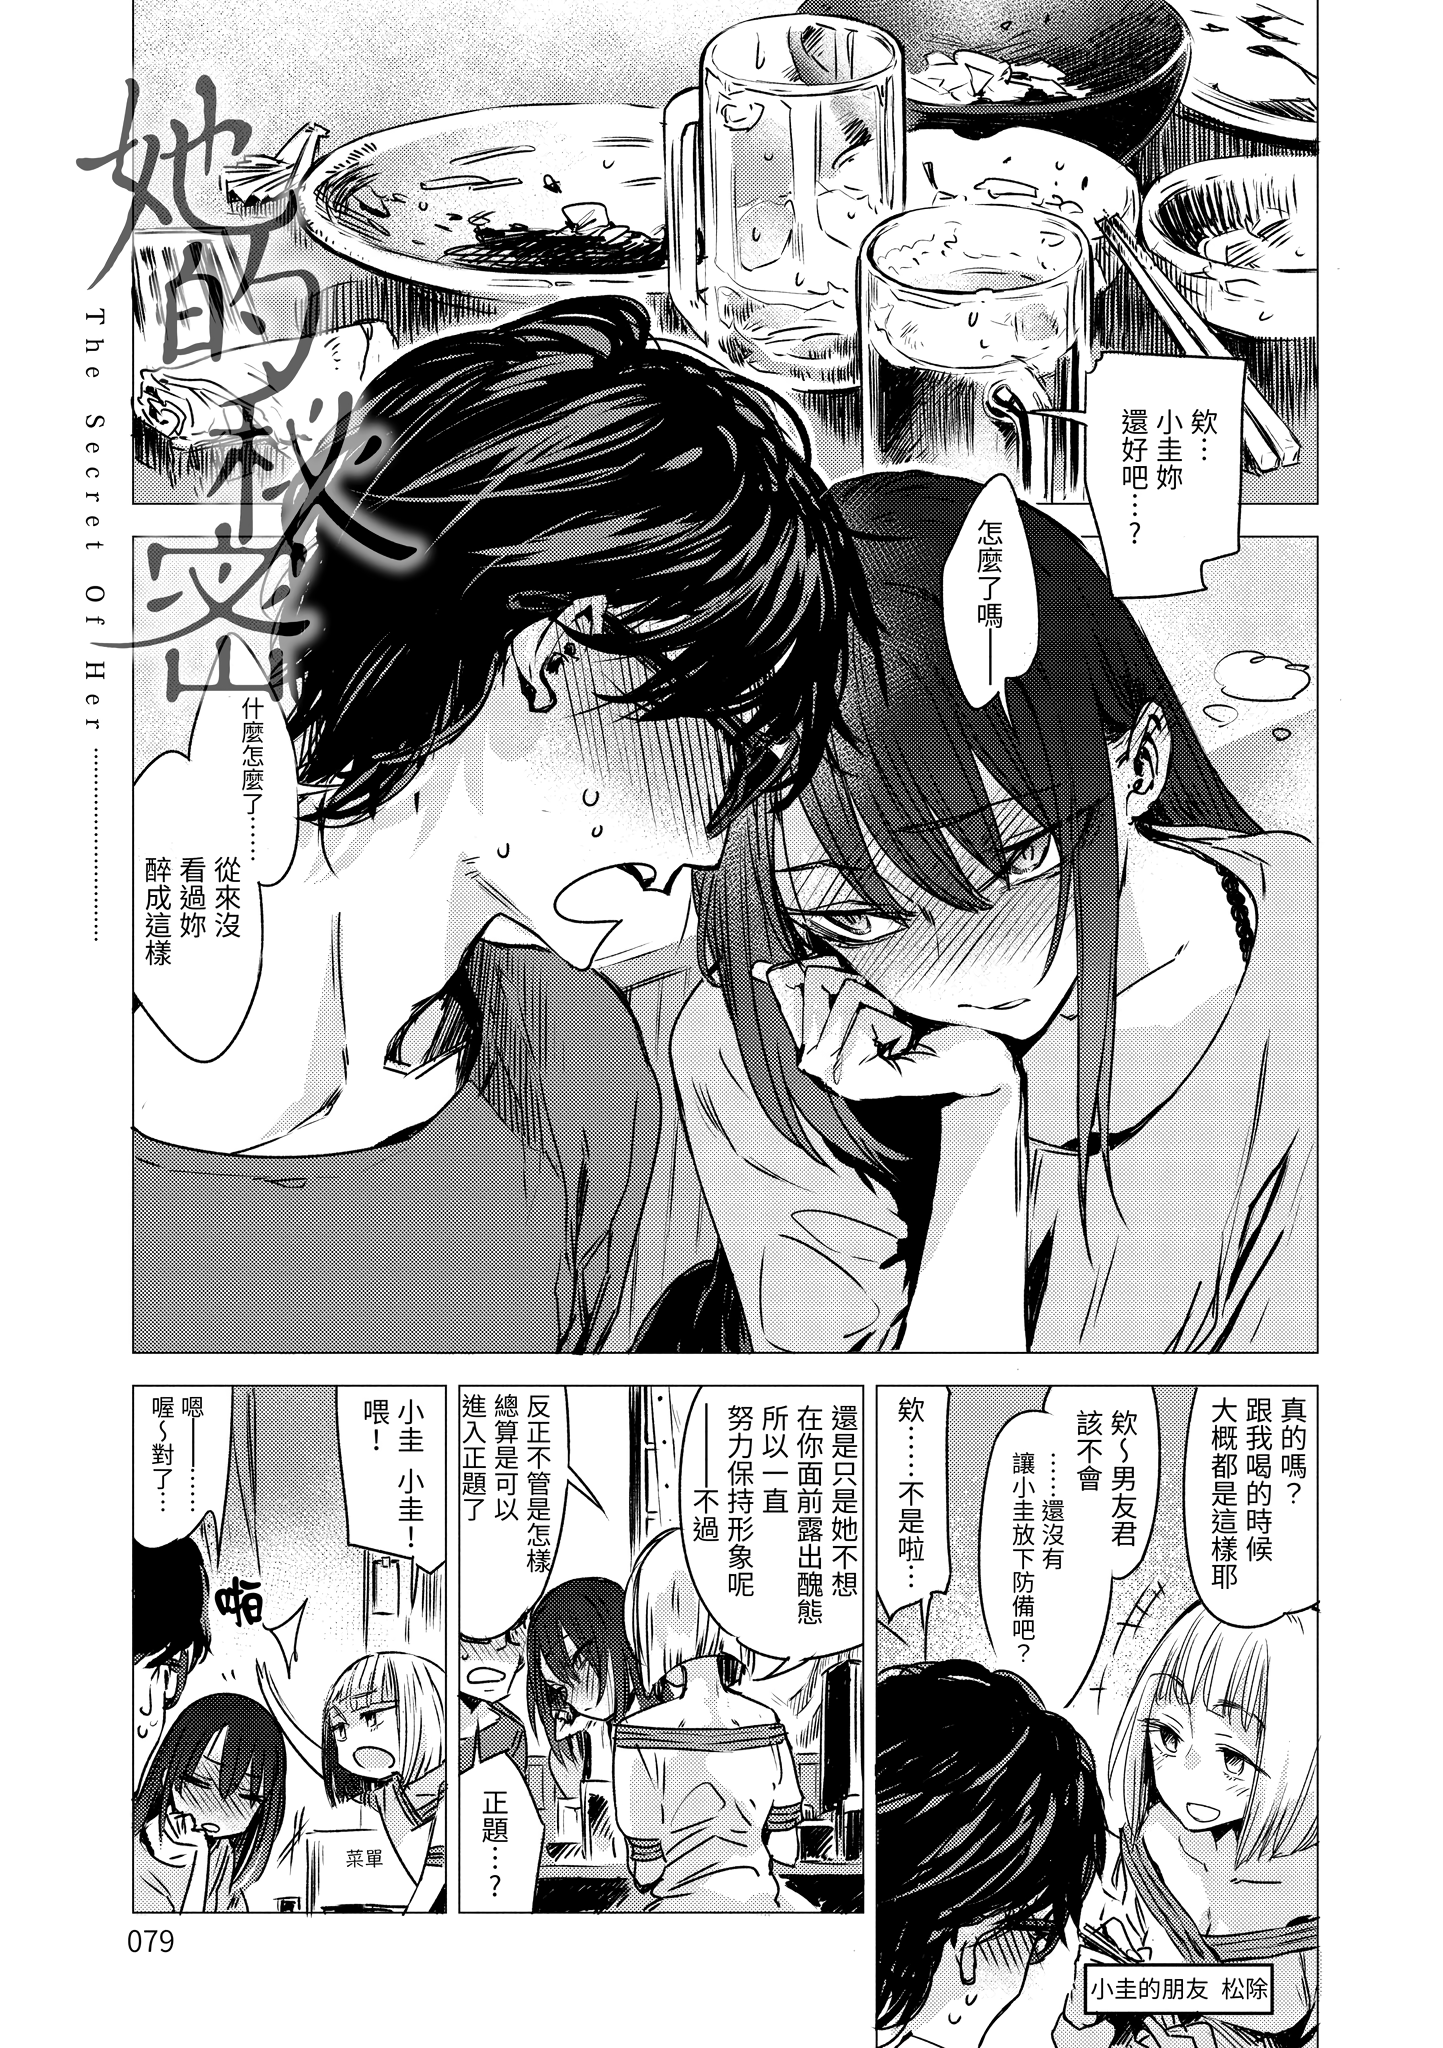 她的秘密
The Secret Of Her ……………………
欸…
小圭妳
還好吧…?
怎麼了嗎—
什麼怎麼了……
從來沒
看過妳
醉成這樣
真的嗎?
跟我喝的時候
大概都是這樣耶
欸～男友君
該不會
……還沒有
讓小圭放下防備吧?
欸……不是啦…
小圭的朋友 松除
還是只是她不想
在你面前露出醜態
所以一直
努力保持形象呢
——不過
反正不管是怎樣
總算是可以
進入正題了
正題…?
小圭 小圭!
喂!
嗯——……
喔～對了…
啪
菜單
079